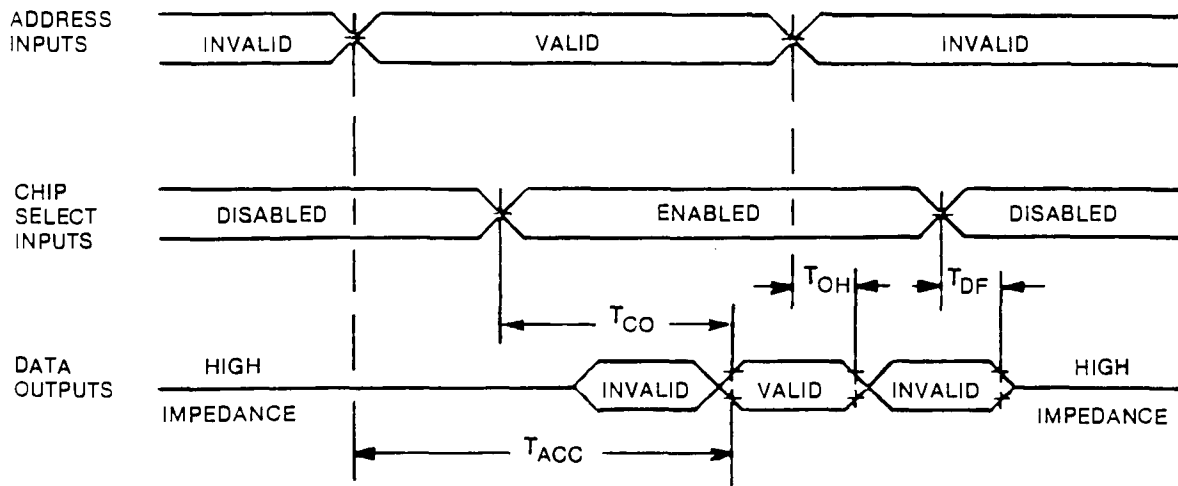 ADDRESS
INPUTS
INVALID
VALID
INVALID
CHIP
SELECT
INPUTS
DISABLED
ENABLED
DISABLED
TOH
TDF
TCO
DATA
OUTPUTS
HIGH
IMPEDANCE
INVALID
VALID
INVALID
HIGH
IMPEDANCE
TACC